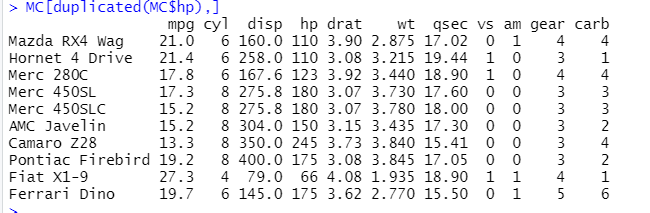 > MC[duplicated(MC$hp),]
mpg cyl disp hp drat wt qsec vs am gear carb
Mazda RX4 Wag 21.0 6 160.0 110 3.90 2.875 17.02 0 1 4 4
Hornet 4 Drive 21.4 6 258.0 110 3.08 3.215 19.44 1 0 3 1
Merc 280C 17.8 6 167.6 123 3.92 3.440 18.90 1 0 4 4
Merc 450SL 17.3 8 275.8 180 3.07 3.730 17.60 0 0 3 3
Merc 450SLC 15.2 8 275.8 180 3.07 3.780 18.00 0 0 3 3
AMC Javelin 15.2 8 304.0 150 3.15 3.435 17.30 0 0 3 2
Camaro Z28 13.3 8 350.0 245 3.73 3.840 15.41 0 0 3 4
Pontiac Firebird 19.2 8 400.0 175 3.08 3.845 17.05 0 0 3 2
Fiat X1-9 27.3 4 79.0 66 4.08 1.935 18.90 1 1 4 1
Ferrari Dino 19.7 6 145.0 175 3.62 2.770 15.50 0 1 5 6
>